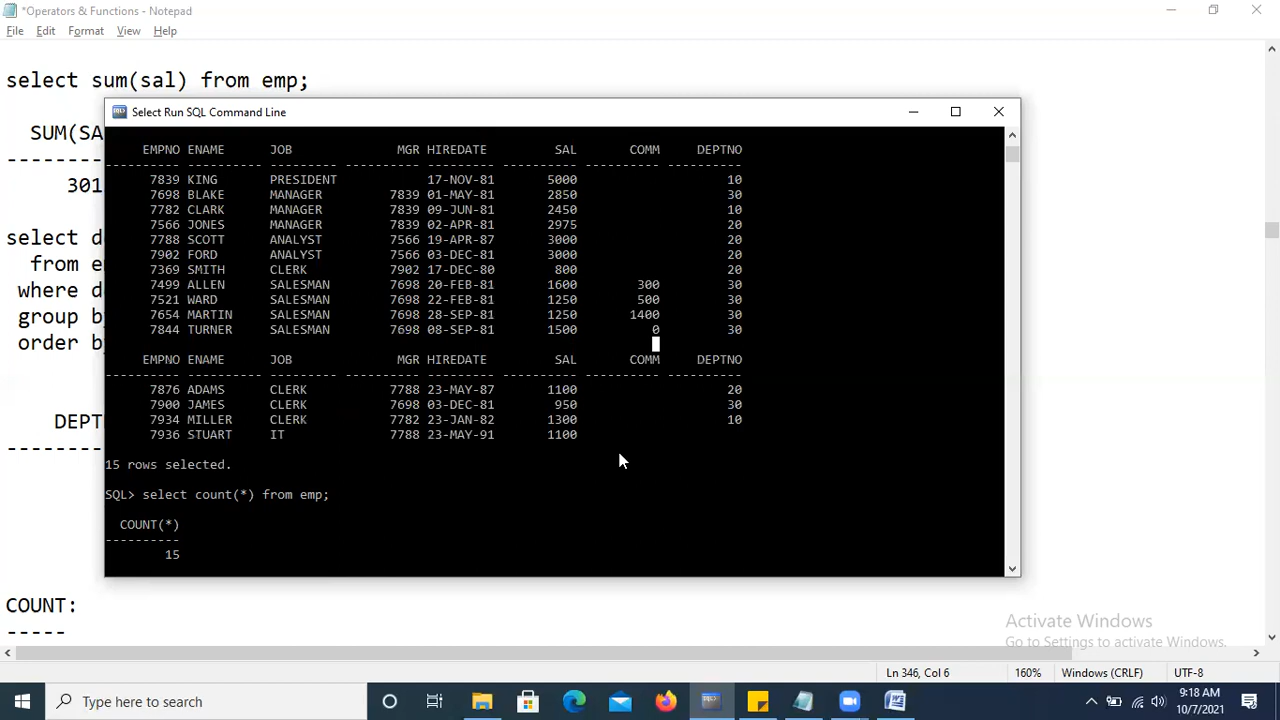 *Operators & Functions - Notepad
File Edit Format View Help
select sum(sal) from emp;
Select Run SQL Command Line
SUM(SA
----------
301
select d
from e
where d
group b
order b
DEPT
--------
EMPNO ENAME JOB MGR HIREDATE SAL COMM DEPTNO
---------- ---------- --------- ---------- --------- ---------- ---------- ----------
7839 KING PRESIDENT 17-NOV-81 5000 10
7698 BLAKE MANAGER 7839 01-MAY-81 2850 30
7782 CLARK MANAGER 7839 09-JUN-81 2450 10
7566 JONES MANAGER 7839 02-APR-81 2975 20
7788 SCOTT ANALYST 7566 19-APR-87 3000 20
7902 FORD ANALYST 7566 03-DEC-81 3000 20
7369 SMITH CLERK 7902 17-DEC-80 800 20
7499 ALLEN SALESMAN 7698 20-FEB-81 1600 300 30
7521 WARD SALESMAN 7698 22-FEB-81 1250 500 30
7654 MARTIN SALESMAN 7698 28-SEP-81 1250 1400 30
7844 TURNER SALESMAN 7698 08-SEP-81 1500 0 30
EMPNO ENAME JOB MGR HIREDATE SAL COMM DEPTNO
---------- ---------- --------- ---------- --------- ---------- ---------- ----------
7876 ADAMS CLERK 7788 23-MAY-87 1100 20
7900 JAMES CLERK 7698 03-DEC-81 950 30
7934 MILLER CLERK 7782 23-JAN-82 1300 10
7936 STUART IT 7788 23-MAY-91 1100
15 rows selected.
SQL> select count(*) from emp;
COUNT(*)
----------
15
COUNT:
-----
Activate Windows
Go to Settings to activate Windows.
Ln 346, Col 6 160% Windows (CRLF) UTF-8
Type here to search
9:18 AM
10/7/2021